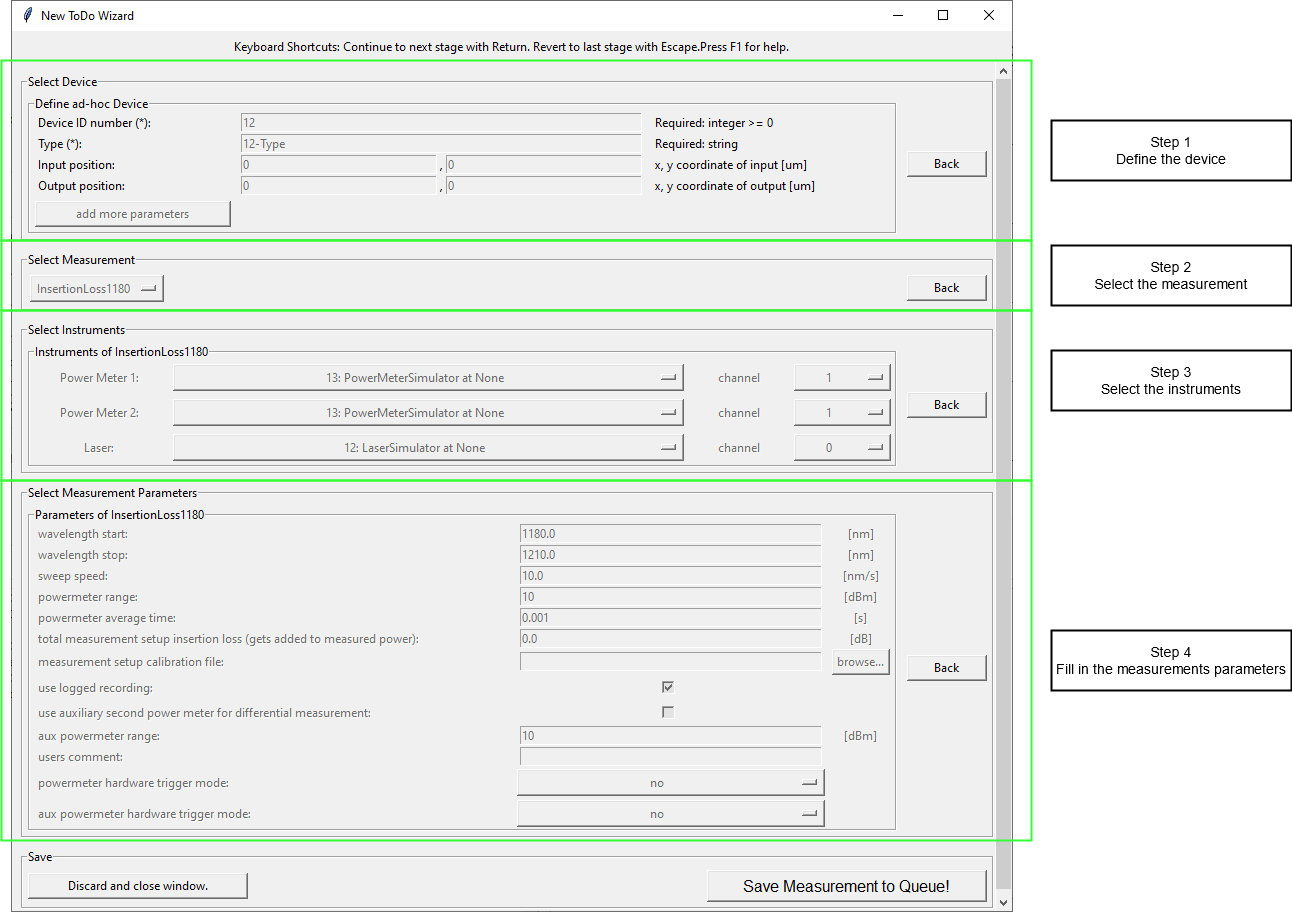 New ToDo Wizard
Keyboard Shortcuts: Continue to next stage with Return. Revert to last stage with Escape.Press F1 for help.
Select Device
Define ad-hoc Device
Device ID number (*): 12 Required: integer >= 0
Type (*): 12-Type Required: string
Input position: 0 , 0 x, y coordinate of input [um]
Output position: 0 , 0 x, y coordinate of output [um]
add more parameters
Back
Step 1
Define the device
Select Measurement
InsertionLoss1180
Back
Step 2
Select the measurement
Select Instruments
Instruments of InsertionLoss1180
Power Meter 1: 13: PowerMeterSimulator at None channel 1
Power Meter 2: 13: PowerMeterSimulator at None channel 1
Laser: 12: LaserSimulator at None channel 0
Back
Step 3
Select the instruments
Select Measurement Parameters
Parameters of InsertionLoss1180
wavelength start: 1180.0 [nm]
wavelength stop: 1210.0 [nm]
sweep speed: 10.0 [nm/s]
powermeter range: 10 [dBm]
powermeter average time: 0.001 [s]
total measurement setup insertion loss (gets added to measured power): 0.0 [dB]
measurement setup calibration file: browse...
use logged recording:
use auxiliary second power meter for differential measurement:
aux powermeter range: 10 [dBm]
users comment:
powermeter hardware trigger mode: no
aux powermeter hardware trigger mode: no
Back
Step 4
Fill in the measurements parameters
Save
Discard and close window.
Save Measurement to Queue!